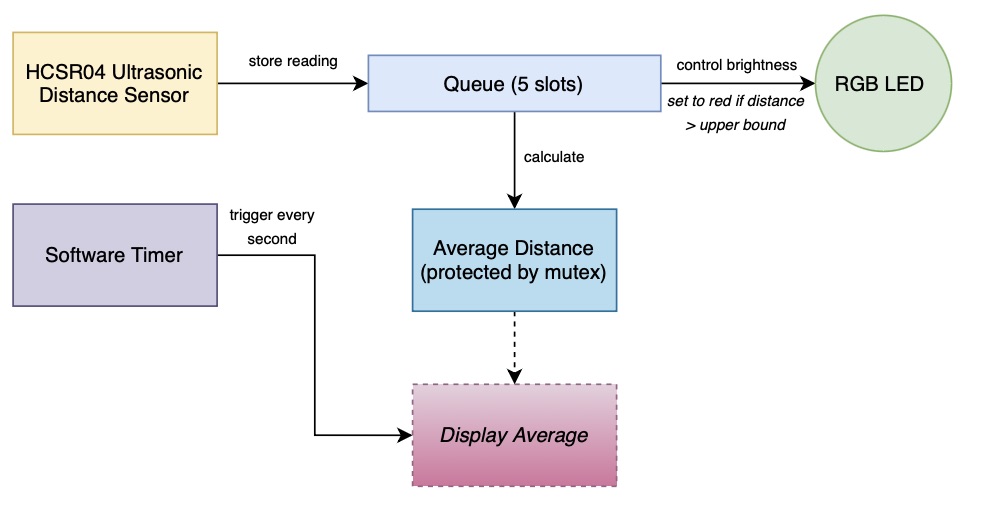 HCSR04 Ultrasonic
Distance Sensor
store reading
Queue (5 slots)
control brightness
set to red if distance
> upper bound
RGB LED
calculate
Software Timer
trigger every
second
Average Distance
(protected by mutex)
Display Average